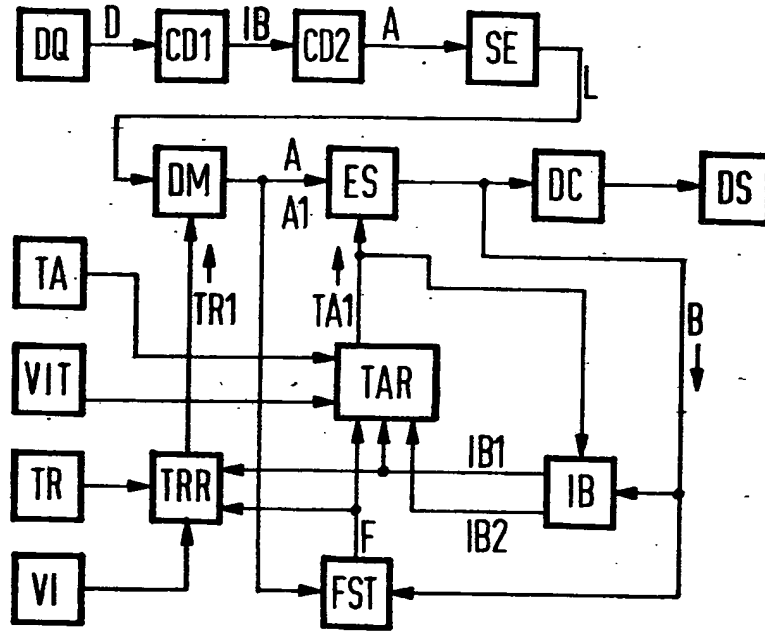 D IB A
DQ CD1 CD2 SE
L
A
DM ES DC DS
A1
TA TR1 TA1
B
VIT TAR
IB1
TR TRR IB
IB2
F
VI FST